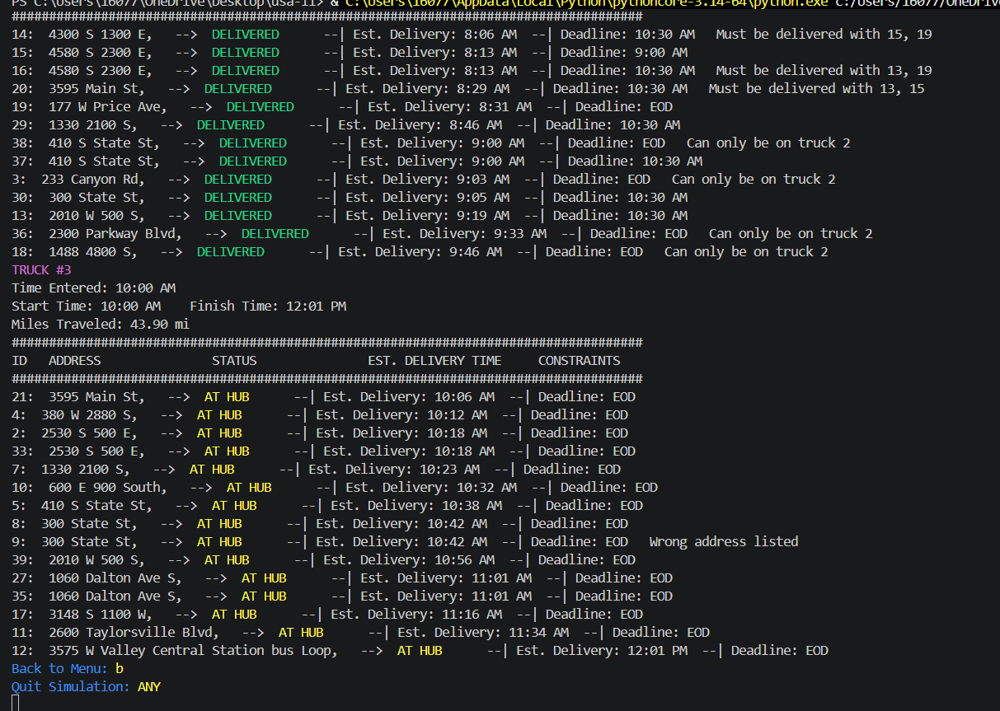 PS C:\Users\16077\OneDrive\Desktop\dsa-ii> & C:\Users\16077\AppData\Local\Python\pythoncore-3.14-64\python.exe c:/Users/16077/OneDrive
#####################################################################################
14:  4300 S 1300 E,   -->  DELIVERED      --| Est. Delivery: 8:06 AM  --| Deadline: 10:30 AM   Must be delivered with 15, 19
15:  4580 S 2300 E,   -->  DELIVERED      --| Est. Delivery: 8:13 AM  --| Deadline: 9:00 AM
16:  4580 S 2300 E,   -->  DELIVERED      --| Est. Delivery: 8:13 AM  --| Deadline: 10:30 AM   Must be delivered with 13, 19
20:  3595 Main St,   -->  DELIVERED      --| Est. Delivery: 8:29 AM  --| Deadline: 10:30 AM   Must be delivered with 13, 15
19:  177 W Price Ave,   -->  DELIVERED      --| Est. Delivery: 8:31 AM  --| Deadline: EOD
29:  1330 2100 S,   -->  DELIVERED      --| Est. Delivery: 8:46 AM  --| Deadline: 10:30 AM
38:  410 S State St,   -->  DELIVERED      --| Est. Delivery: 9:00 AM  --| Deadline: EOD   Can only be on truck 2
37:  410 S State St,   -->  DELIVERED      --| Est. Delivery: 9:00 AM  --| Deadline: 10:30 AM
3:  233 Canyon Rd,   -->  DELIVERED      --| Est. Delivery: 9:03 AM  --| Deadline: EOD   Can only be on truck 2
30:  300 State St,   -->  DELIVERED      --| Est. Delivery: 9:05 AM  --| Deadline: 10:30 AM
13:  2010 W 500 S,   -->  DELIVERED      --| Est. Delivery: 9:19 AM  --| Deadline: 10:30 AM
36:  2300 Parkway Blvd,   -->  DELIVERED      --| Est. Delivery: 9:33 AM  --| Deadline: EOD   Can only be on truck 2
18:  1488 4800 S,   -->  DELIVERED      --| Est. Delivery: 9:46 AM  --| Deadline: EOD   Can only be on truck 2
TRUCK #3
Time Entered: 10:00 AM
Start Time: 10:00 AM    Finish Time: 12:01 PM
Miles Traveled: 43.90 mi
#####################################################################################
ID   ADDRESS               STATUS               EST. DELIVERY TIME     CONSTRAINTS
#####################################################################################
21:  3595 Main St,   -->  AT HUB      --| Est. Delivery: 10:06 AM  --| Deadline: EOD
4:  380 W 2880 S,   -->  AT HUB      --| Est. Delivery: 10:12 AM  --| Deadline: EOD
2:  2530 S 500 E,   -->  AT HUB      --| Est. Delivery: 10:18 AM  --| Deadline: EOD
33:  2530 S 500 E,   -->  AT HUB      --| Est. Delivery: 10:18 AM  --| Deadline: EOD
7:  1330 2100 S,   -->  AT HUB      --| Est. Delivery: 10:23 AM  --| Deadline: EOD
10:  600 E 900 South,   -->  AT HUB      --| Est. Delivery: 10:32 AM  --| Deadline: EOD
5:  410 S State St,   -->  AT HUB      --| Est. Delivery: 10:38 AM  --| Deadline: EOD
8:  300 State St,   -->  AT HUB      --| Est. Delivery: 10:42 AM  --| Deadline: EOD
9:  300 State St,   -->  AT HUB      --| Est. Delivery: 10:42 AM  --| Deadline: EOD   Wrong address listed
39:  2010 W 500 S,   -->  AT HUB      --| Est. Delivery: 10:56 AM  --| Deadline: EOD
27:  1060 Dalton Ave S,   -->  AT HUB      --| Est. Delivery: 11:01 AM  --| Deadline: EOD
35:  1060 Dalton Ave S,   -->  AT HUB      --| Est. Delivery: 11:01 AM  --| Deadline: EOD
17:  3148 S 1100 W,   -->  AT HUB      --| Est. Delivery: 11:16 AM  --| Deadline: EOD
11:  2600 Taylorsville Blvd,   -->  AT HUB      --| Est. Delivery: 11:34 AM  --| Deadline: EOD
12:  3575 W Valley Central Station bus Loop,   -->  AT HUB      --| Est. Delivery: 12:01 PM  --| Deadline: EOD
Back to Menu: b
Quit Simulation: ANY